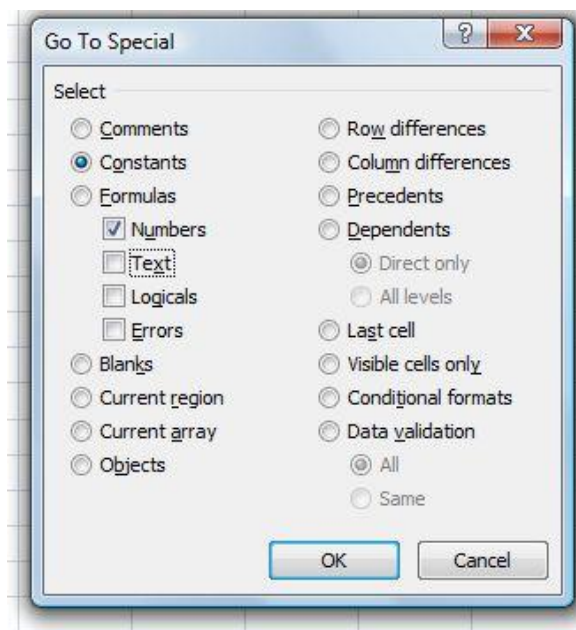 Go To Special
?
X
Select
Comments
Constants
Formulas
Numbers
Text
Logicals
Errors
Blanks
Current region
Current array
Objects
Row differences
Column differences
Precedents
Dependents
Direct only
All levels
Last cell
Visible cells only
Conditional formats
Data validation
All
Same
OK
Cancel